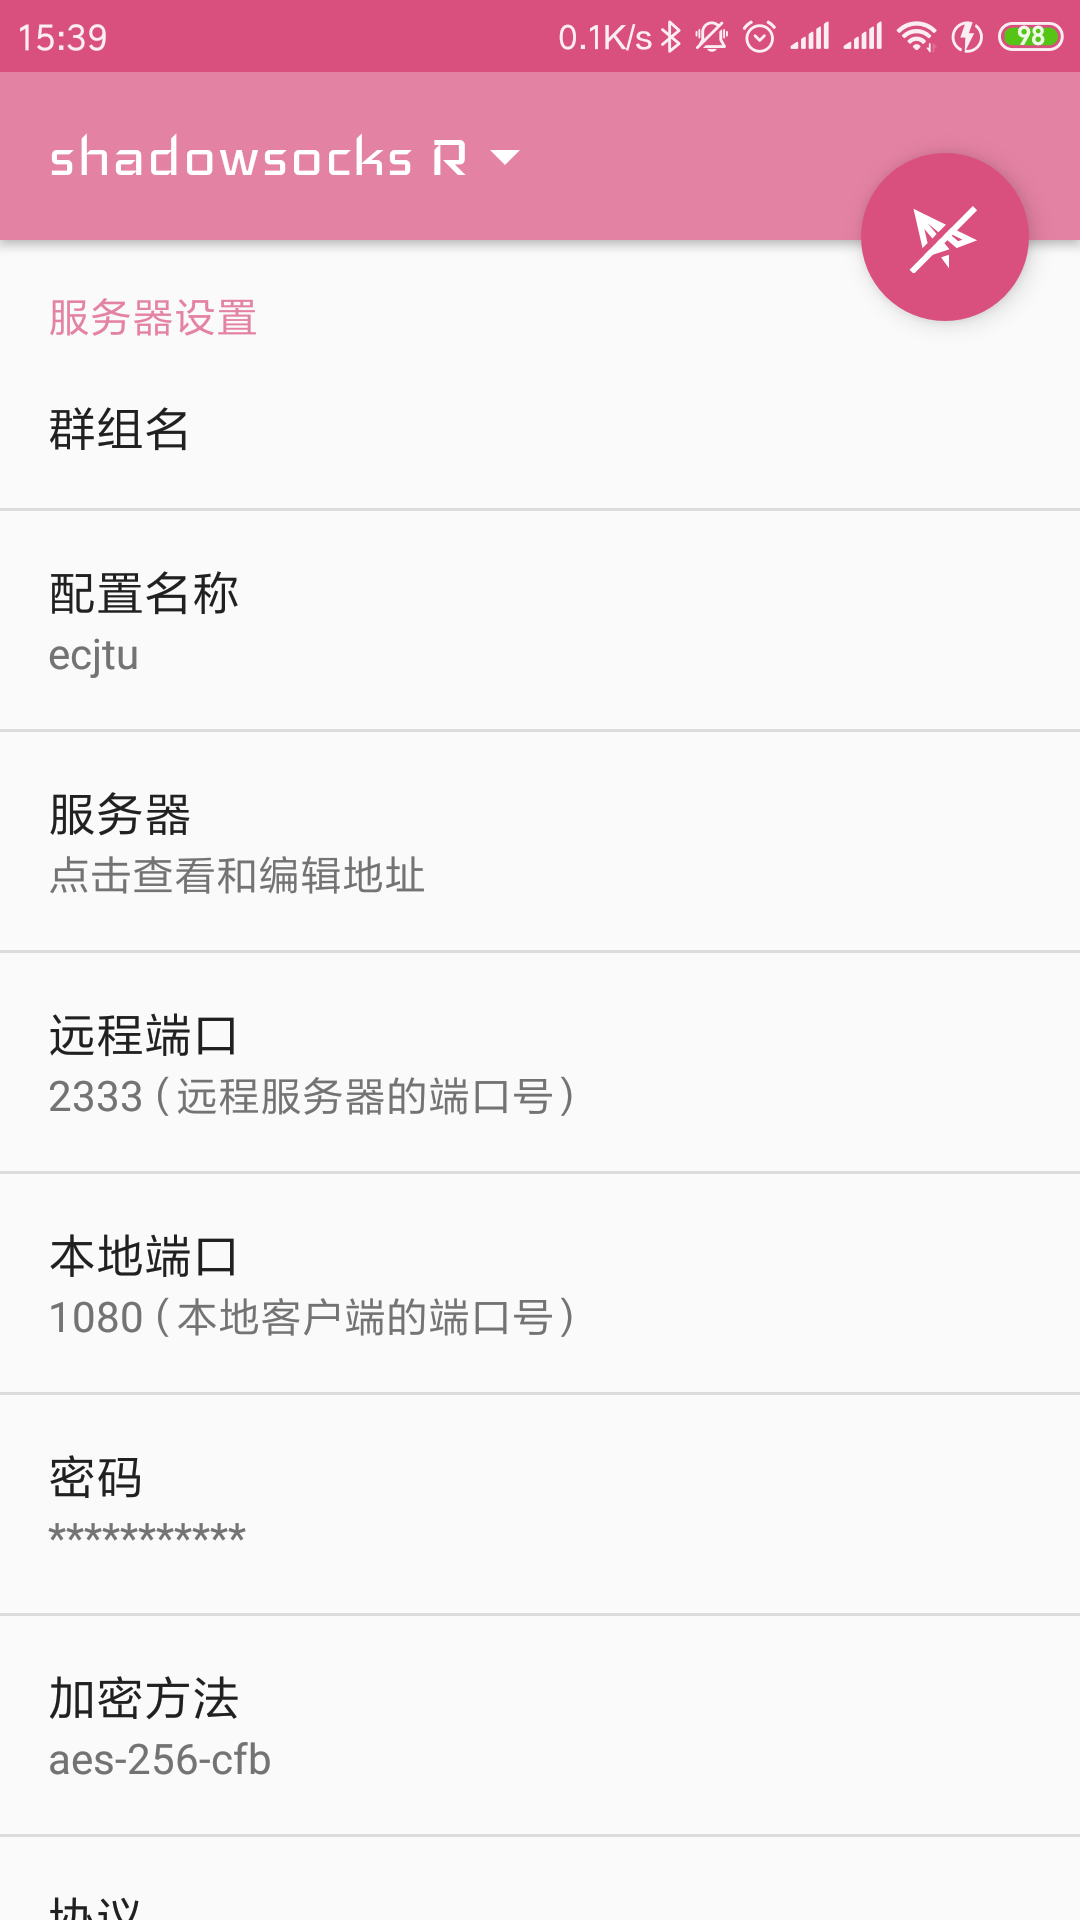 15:39
0.1K/s
98
shadowsocks R
服务器设置
群组名
配置名称
ecjtu
服务器
点击查看和编辑地址
远程端口
2333（远程服务器的端口号）
本地端口
1080（本地客户端的端口号）
密码
***********
加密方法
aes-256-cfb
协议